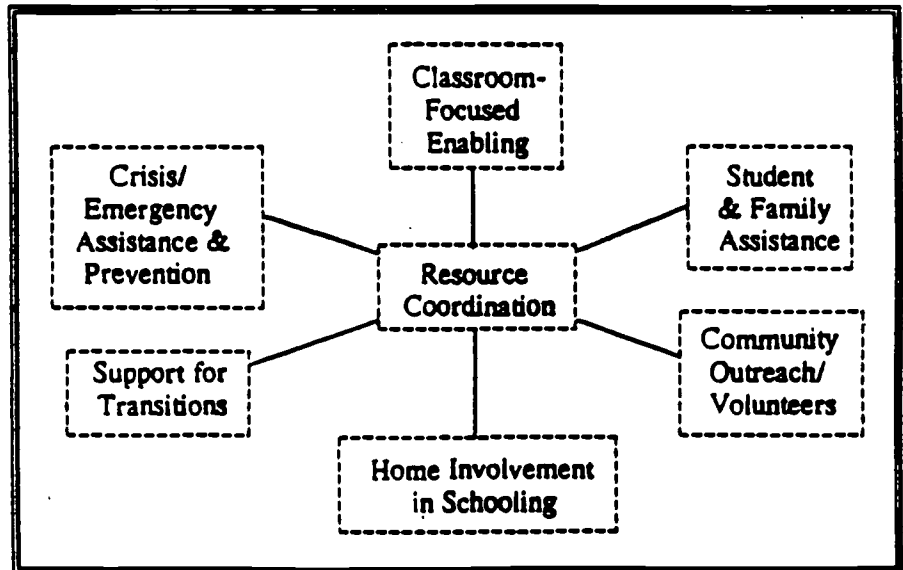 Classroom-
Focused
Enabling
Crisis/
Emergency
Assistance &
Prevention
Student
& Family
Assistance
Resource
Coordination
Support for
Transitions
Community
Outreach/
Volunteers
Home Involvement
in Schooling